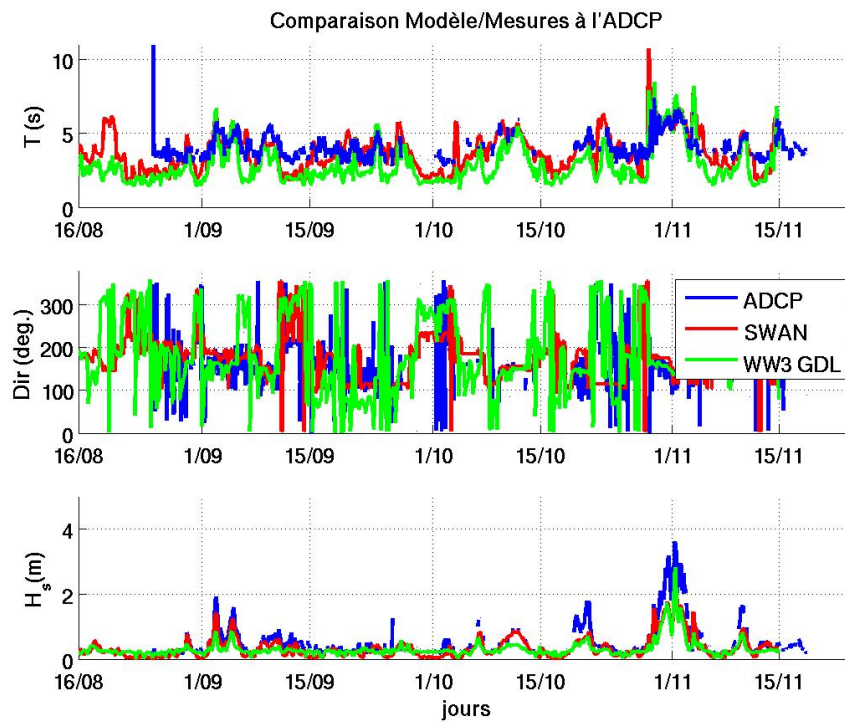 Comparaison Modèle/Mesures à l'ADCP
T (s)
10
5
0
16/08 1/09 15/09 1/10 15/10 1/11 15/11
Dir (deg.)
300
200
100
0
ADCP
SWAN
WW3 GDL
16/08 1/09 15/09 1/10 15/10 1/11 15/11
Hs(m)
4
2
0
16/08 1/09 15/09 1/10 15/10 1/11 15/11
jours